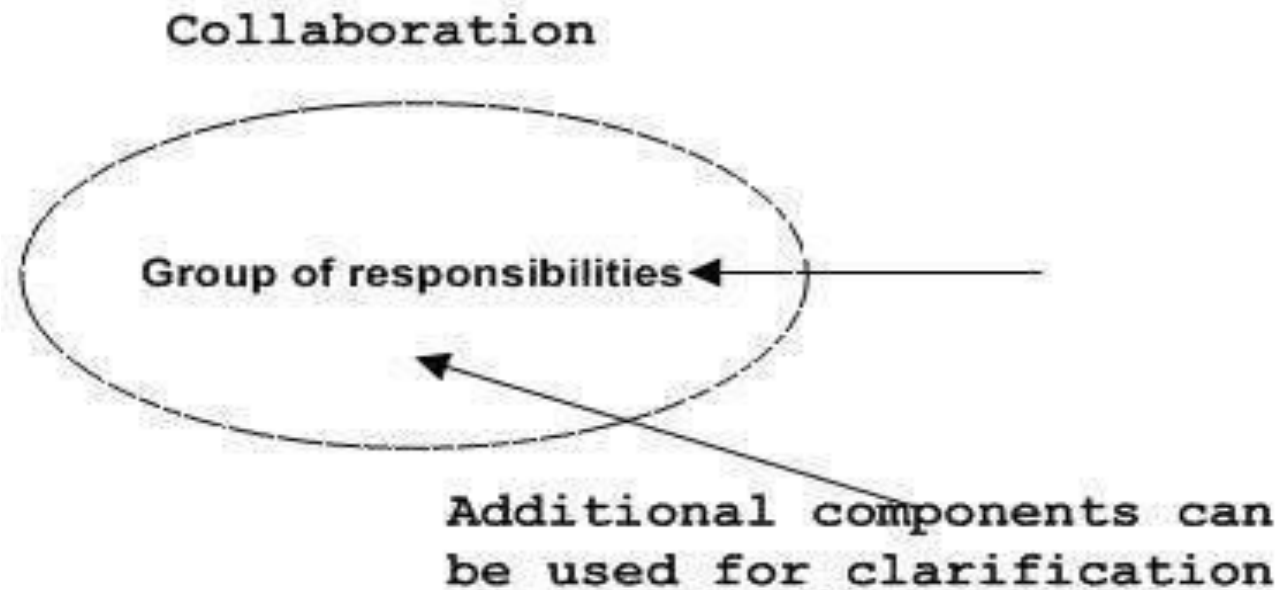 Collaboration
Group of responsibilities
Additional components can
be used for clarification